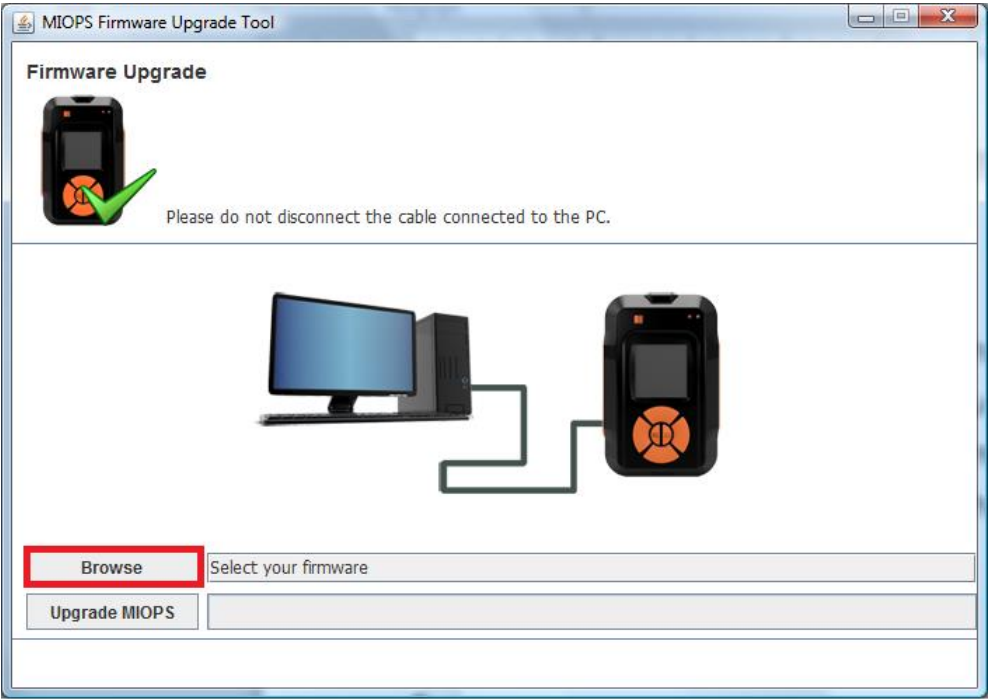 MIOPS Firmware Upgrade Tool
Firmware Upgrade
Please do not disconnect the cable connected to the PC.
Browse
Select your firmware
Upgrade MIOPS